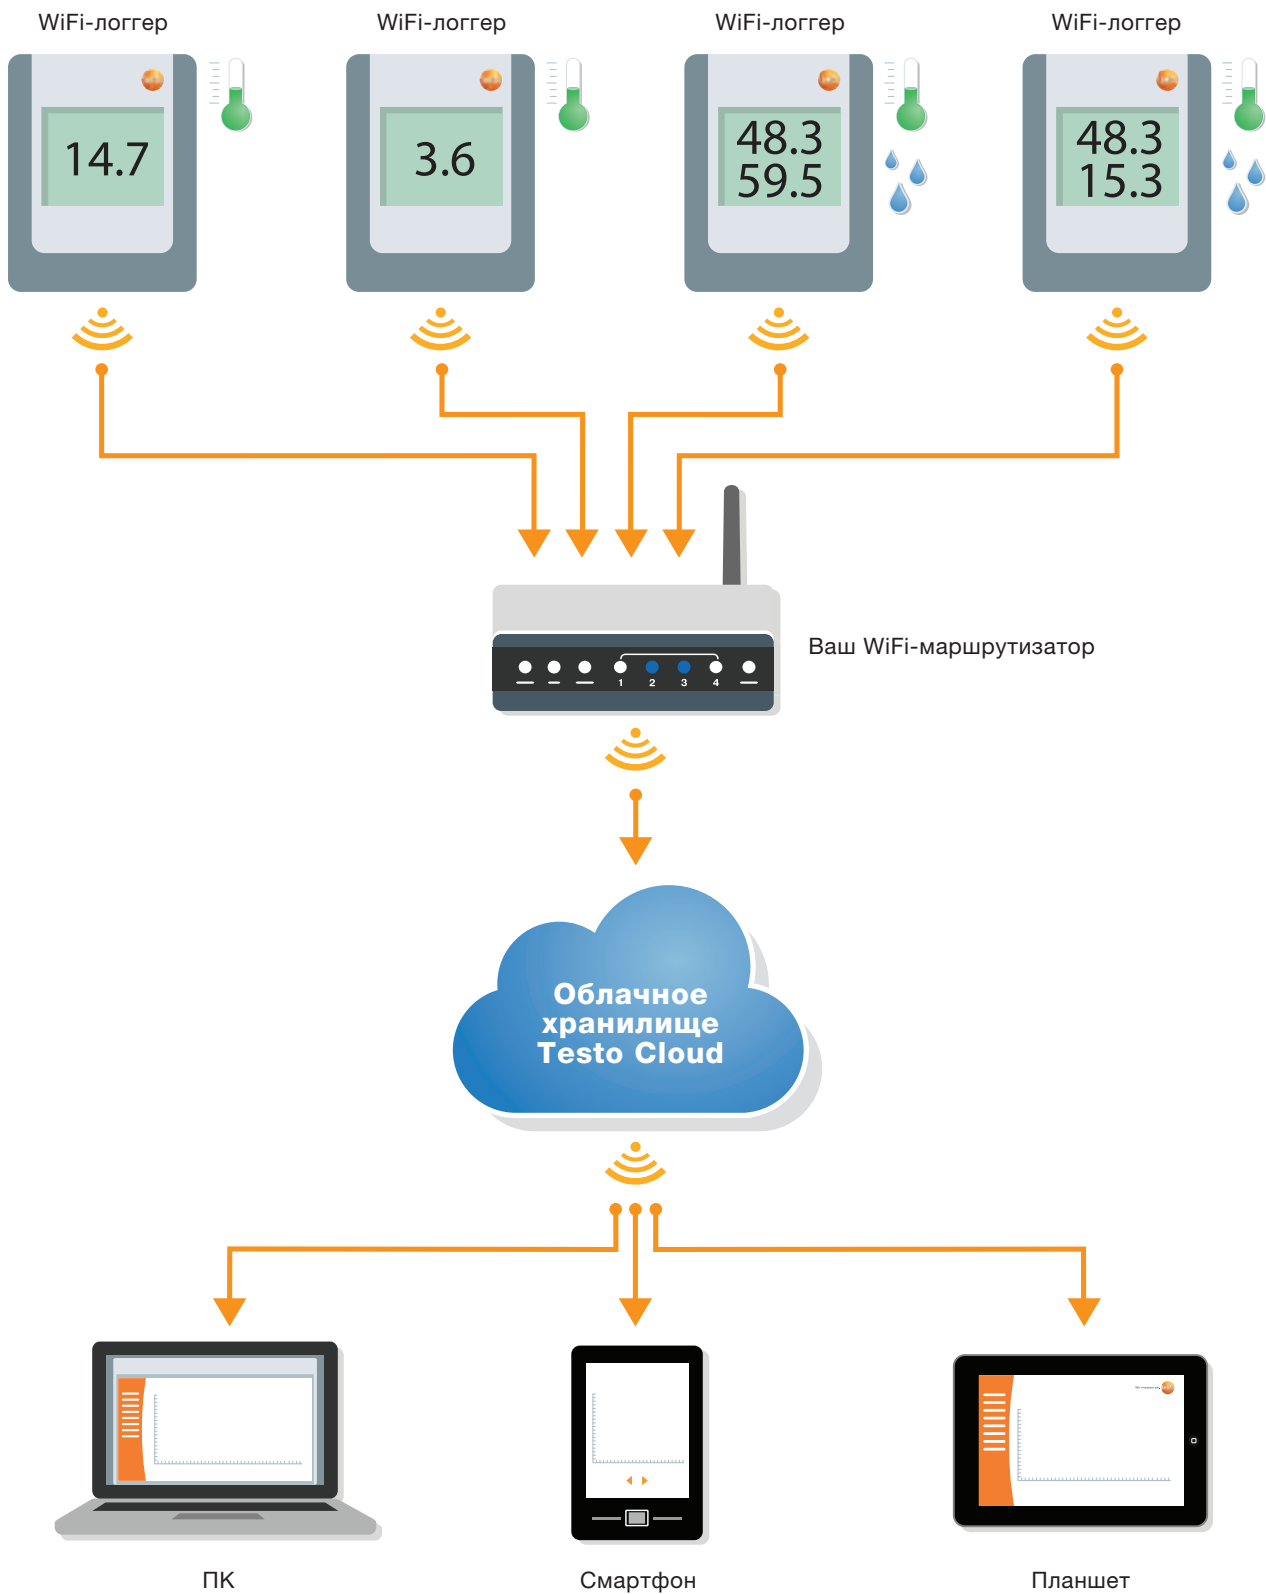 WiFi-логгер
WiFi-логгер
WiFi-логгер
WiFi-логгер
14.7
3.6
48.3
59.5
48.3
15.3
Ваш WiFi-маршрутизатор
1 2 3 4
Облачное
хранилище
Testo Cloud
ПК
Смартфон
Планшет